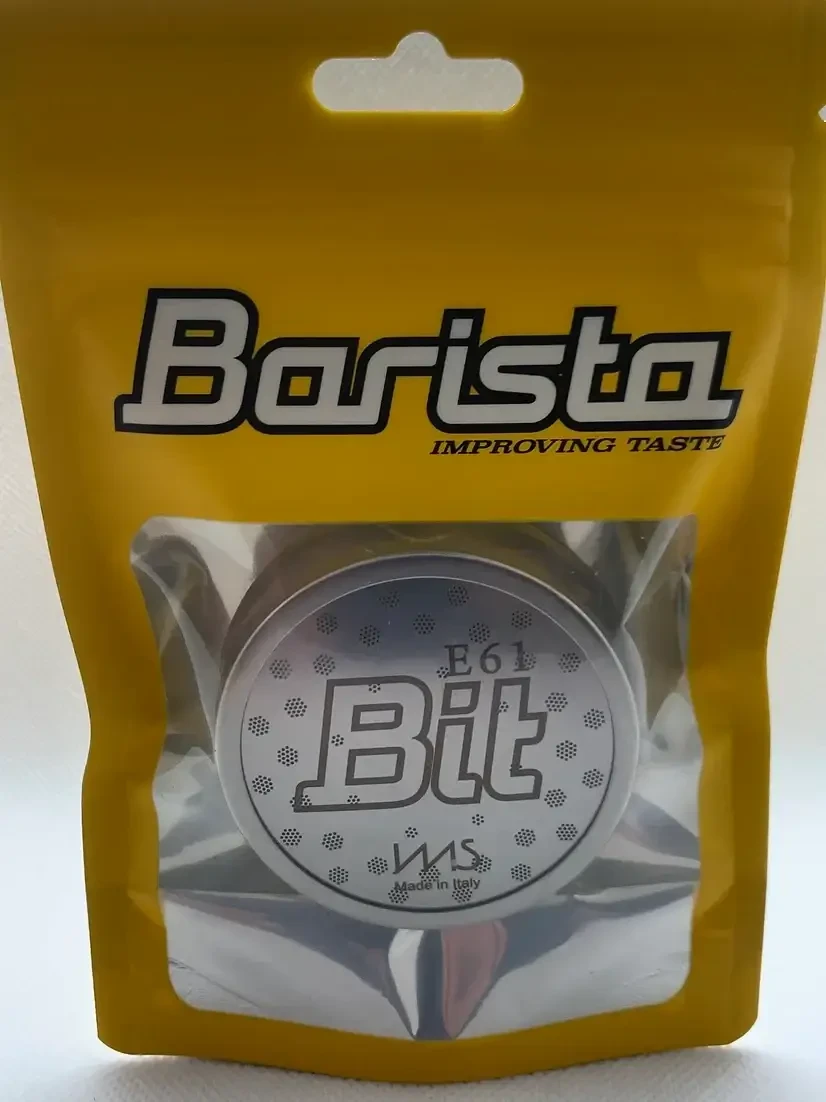 Barista
IMPROVING TASTE
E61
Bit
IMS
Made in Italy